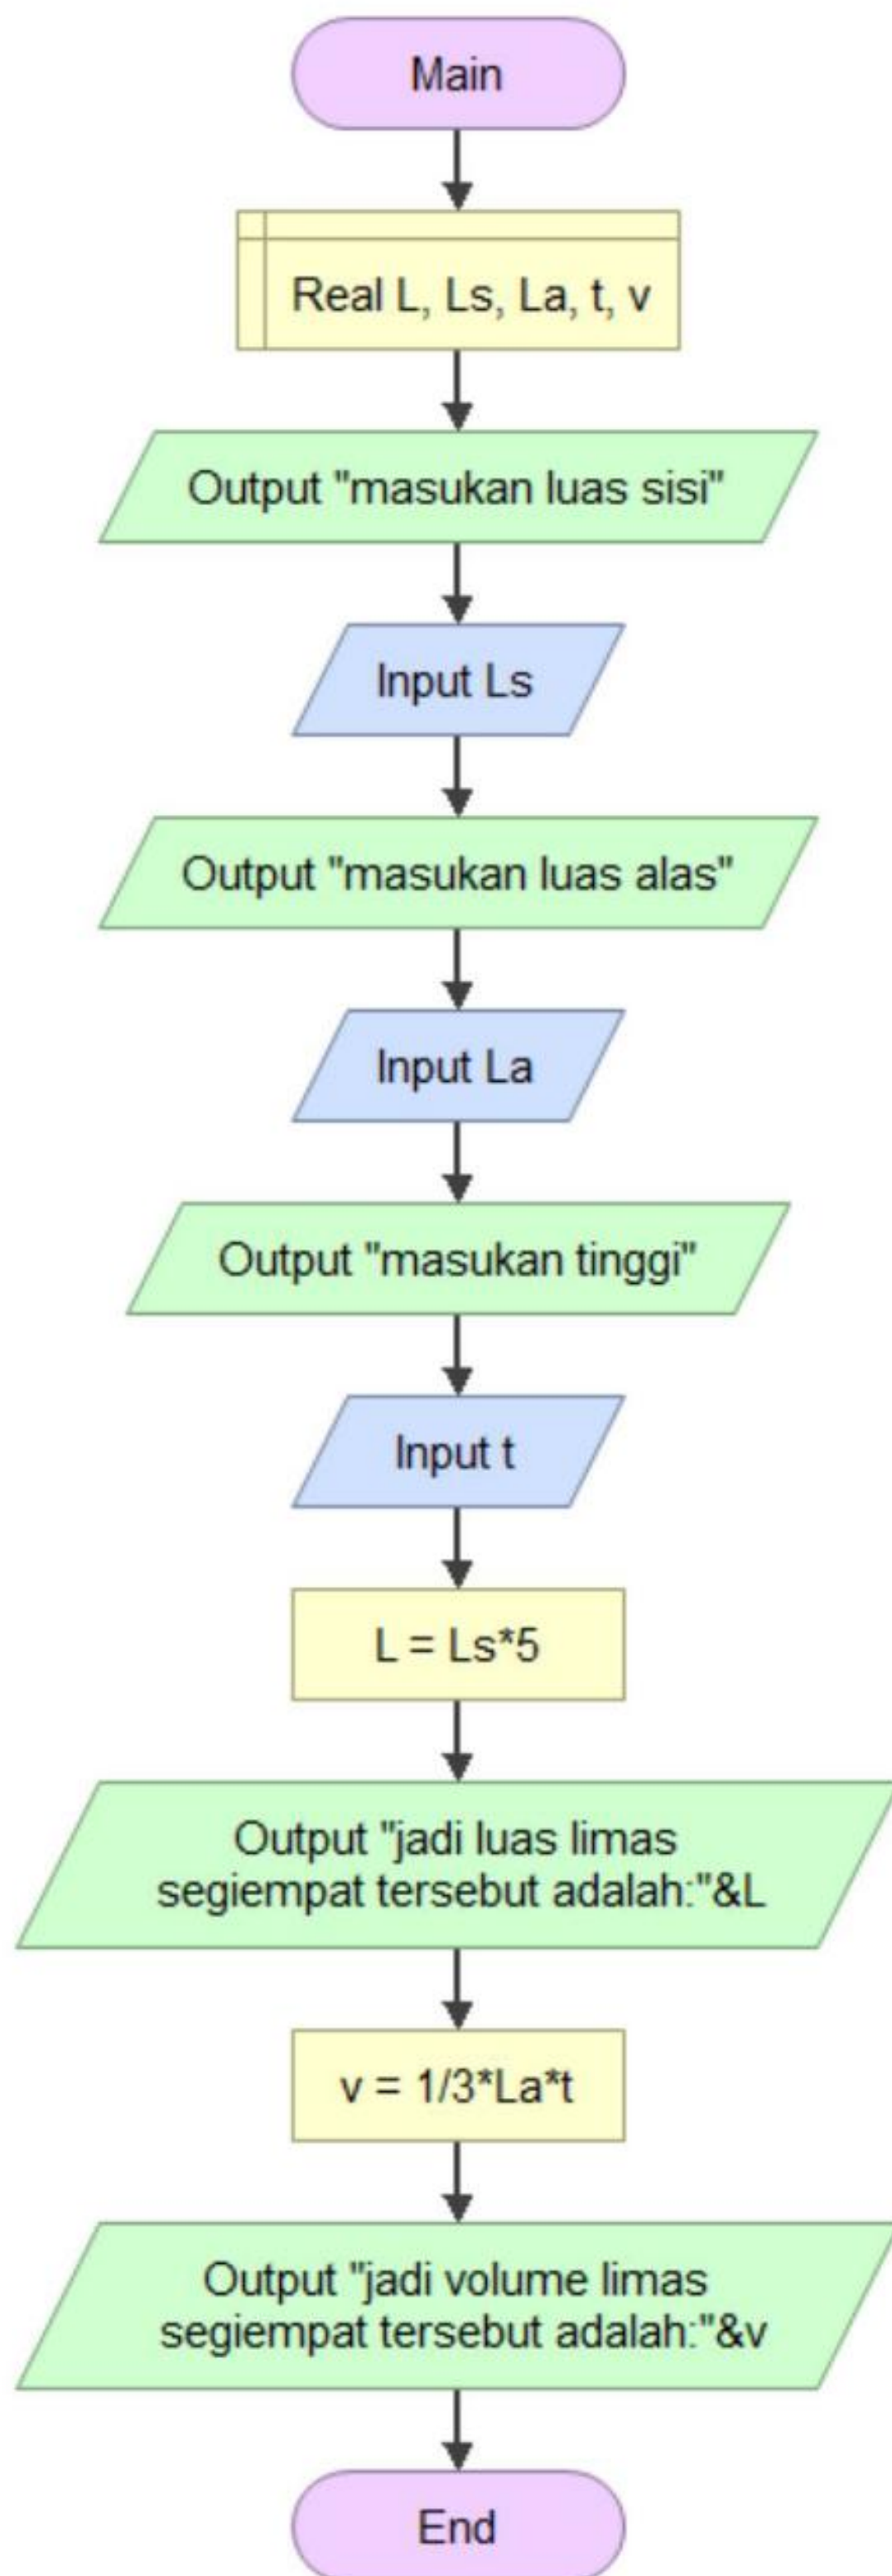 Main
Real L, Ls, La, t, v
Output "masukan luas sisi"
Input Ls
Output "masukan luas alas"
Input La
Output "masukan tinggi"
Input t
L = Ls*5
Output "jadi luas limas
segiempat tersebut adalah:"&L
v = 1/3*La*t
Output "jadi volume limas
segiempat tersebut adalah:"&v
End